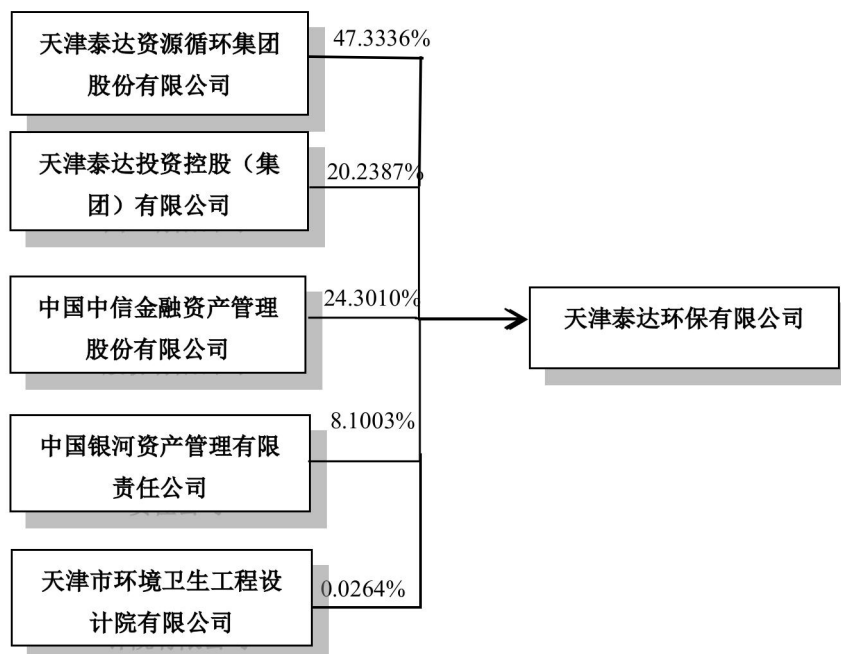 天津泰达资源循环集团
股份有限公司
47.3336%
天津泰达投资控股（集
团）有限公司
20.2387%
中国中信金融资产管理
股份有限公司
24.3010%
天津泰达环保有限公司
中国银河资产管理有限
责任公司
8.1003%
天津市环境卫生工程设
计院有限公司
0.0264%